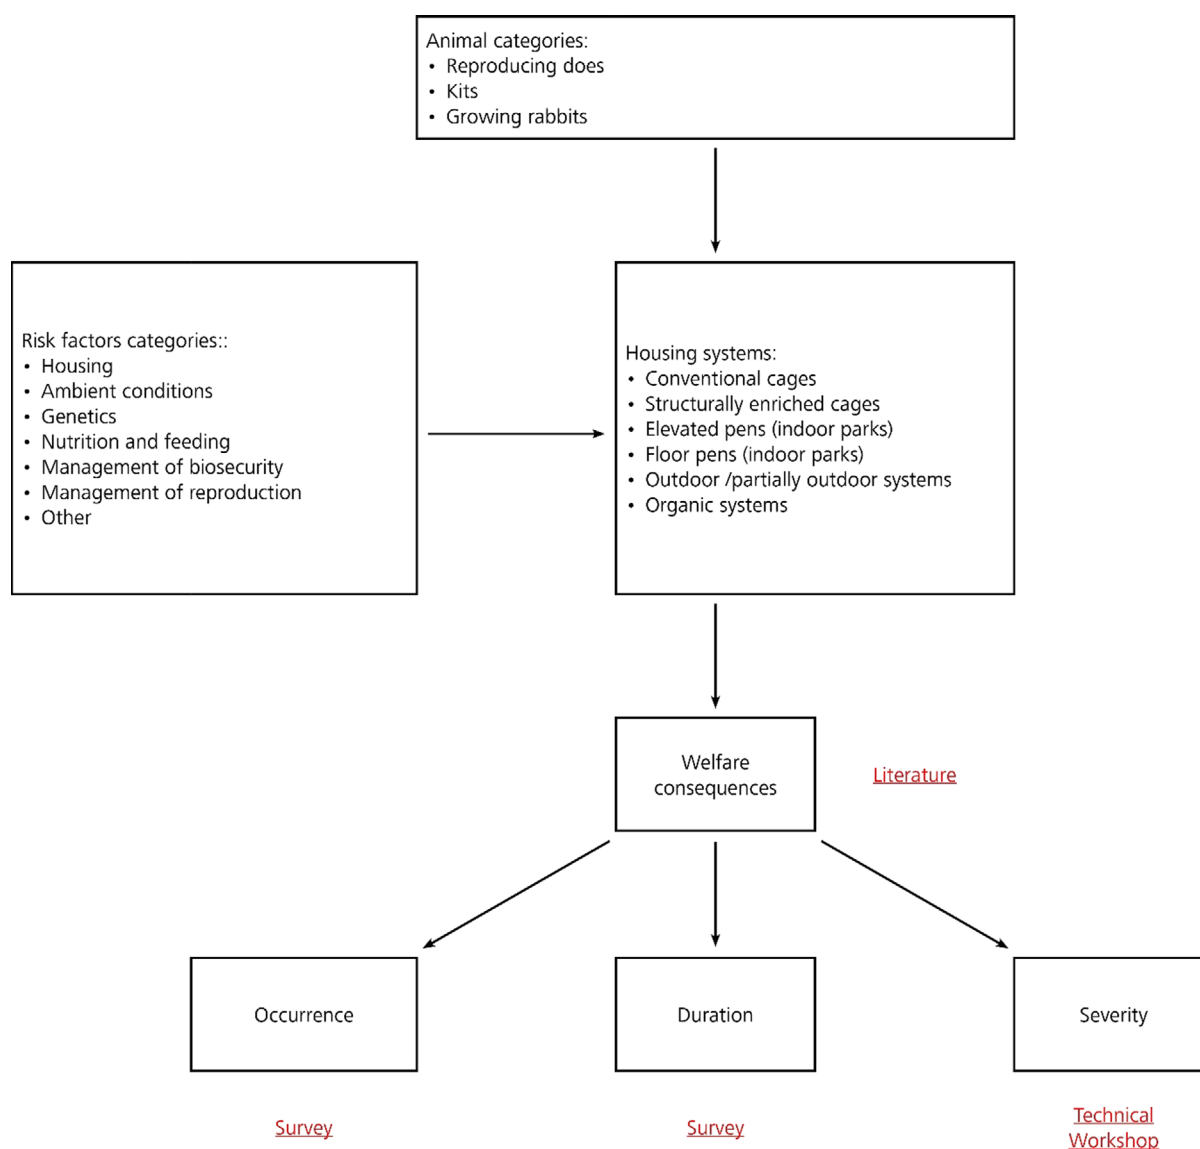 Animal categories:
• Reproducing does
• Kits
• Growing rabbits
Risk factors categories::
• Housing
• Ambient conditions
• Genetics
• Nutrition and feeding
• Management of biosecurity
• Management of reproduction
• Other
Housing systems:
• Conventional cages
• Structurally enriched cages
• Elevated pens (indoor parks)
• Floor pens (indoor parks)
• Outdoor /partially outdoor systems
• Organic systems
Welfare
consequences
Literature
Occurrence
Duration
Severity
Survey
Survey
Technical
Workshop